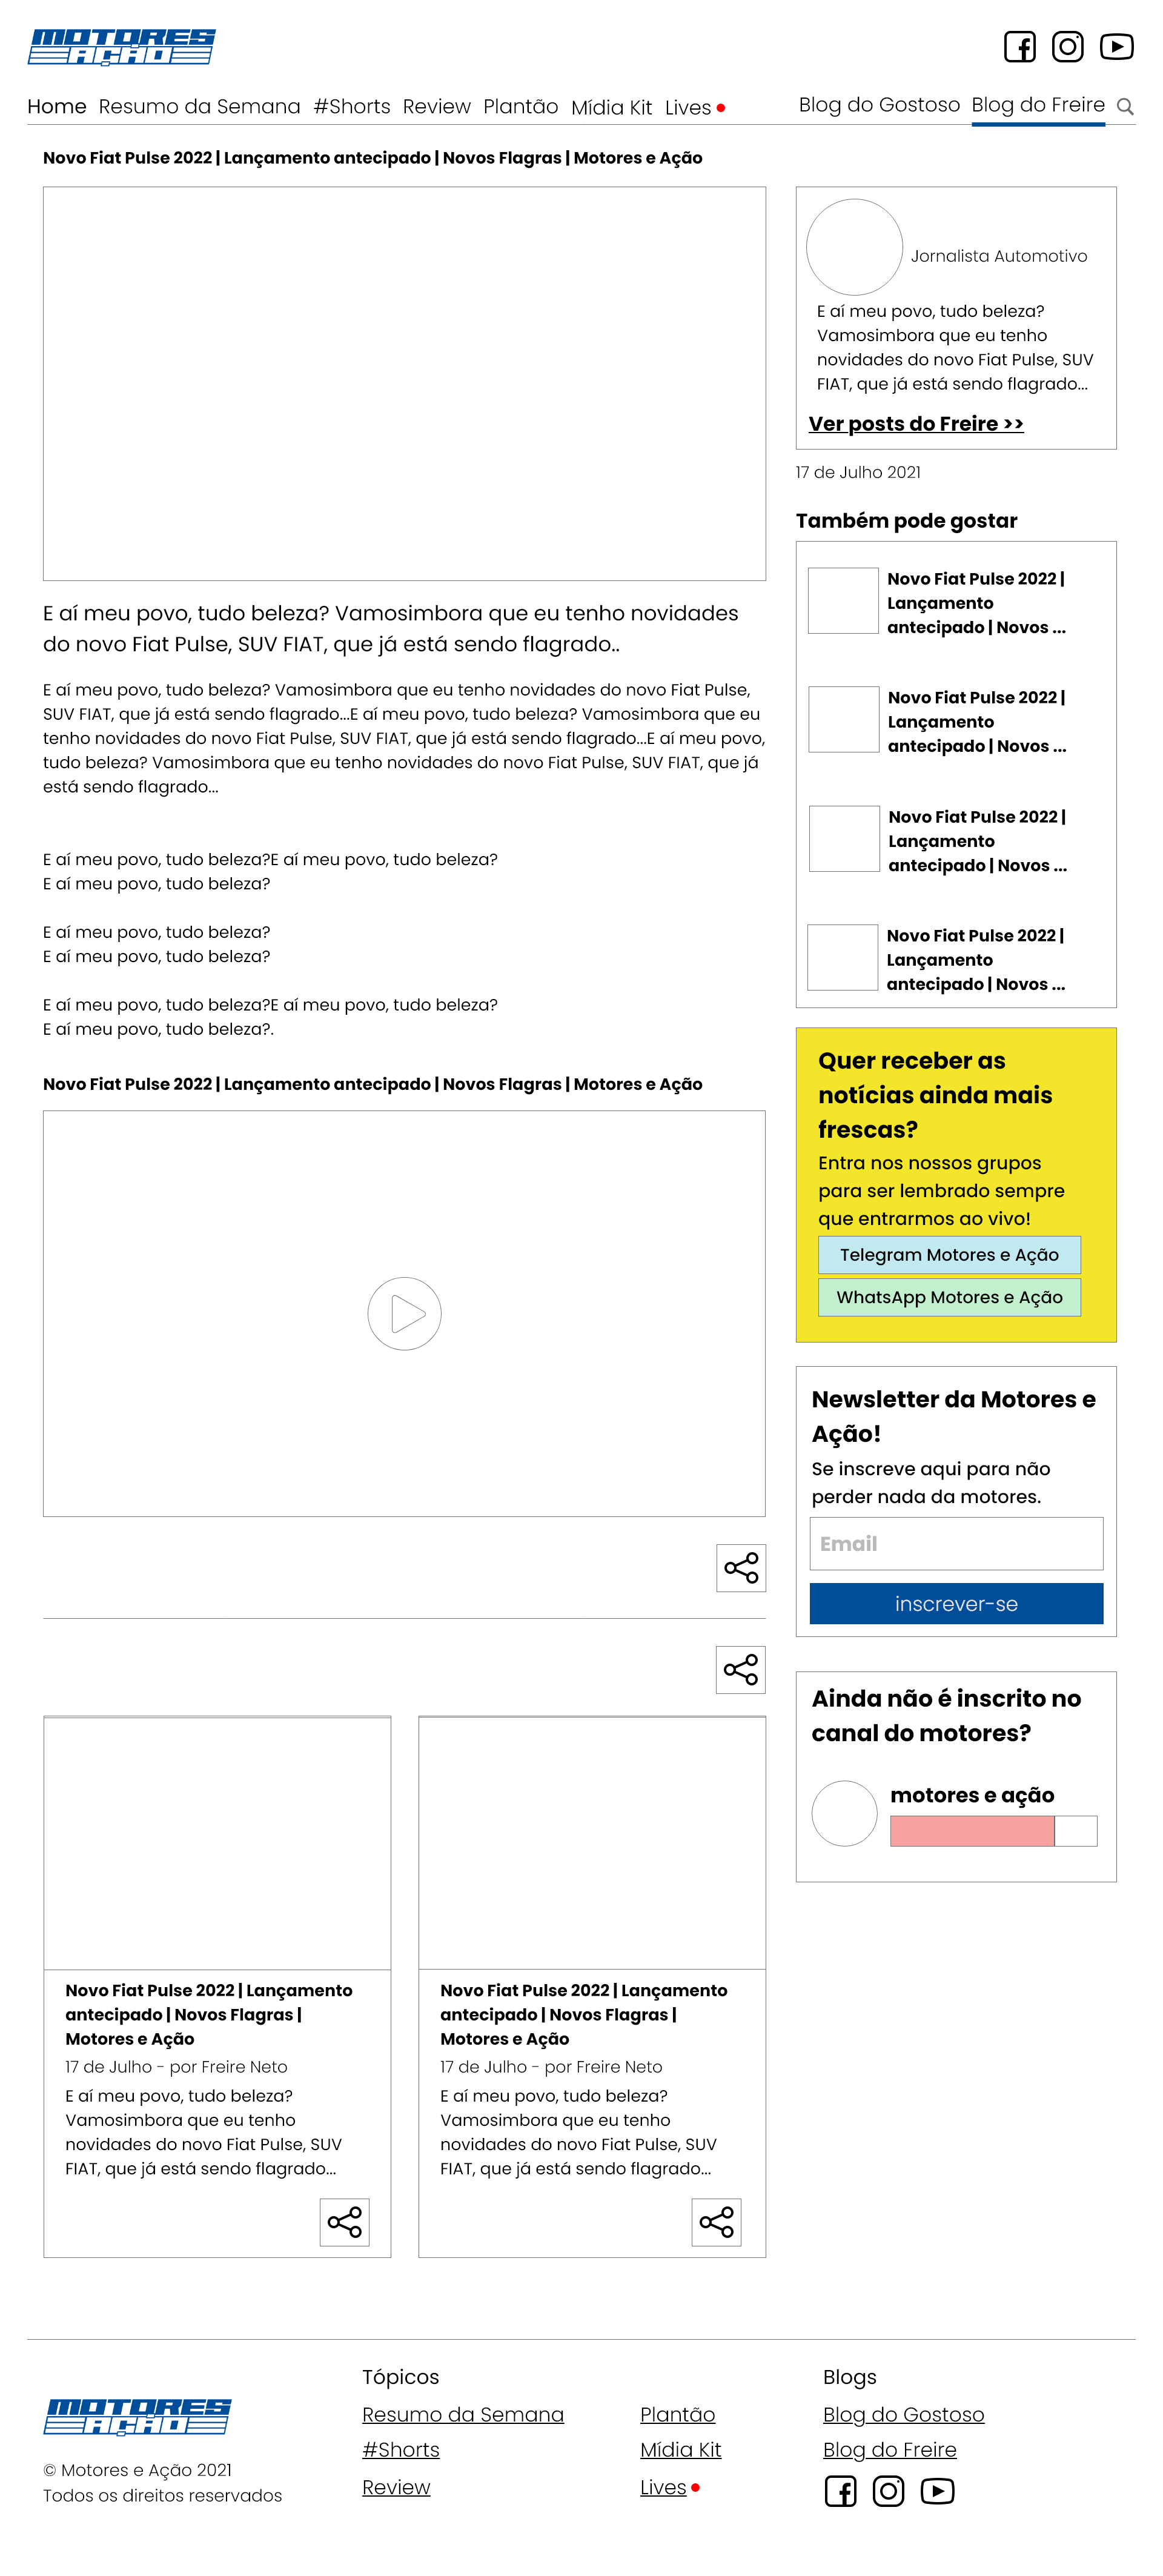 MOTORES
AÇÃO
Home Resumo da Semana #Shorts Review Plantão Mídia Kit Lives
Blog do Gostoso Blog do Freire
Novo Fiat Pulse 2022 | Lançamento antecipado | Novos Flagras | Motores e Ação
Jornalista Automotivo
E aí meu povo, tudo beleza?
Vamosimbora que eu tenho
novidades do novo Fiat Pulse, SUV
FIAT, que já está sendo flagrado...
Ver posts do Freire >>
17 de Julho 2021
E aí meu povo, tudo beleza? Vamosimbora que eu tenho novidades
do novo Fiat Pulse, SUV FIAT, que já está sendo flagrado..
E aí meu povo, tudo beleza? Vamosimbora que eu tenho novidades do novo Fiat Pulse,
SUV FIAT, que já está sendo flagrado...E aí meu povo, tudo beleza? Vamosimbora que eu
tenho novidades do novo Fiat Pulse, SUV FIAT, que já está sendo flagrado...E aí meu povo,
tudo beleza? Vamosimbora que eu tenho novidades do novo Fiat Pulse, SUV FIAT, que já
está sendo flagrado...
E aí meu povo, tudo beleza?E aí meu povo, tudo beleza?
E aí meu povo, tudo beleza?
E aí meu povo, tudo beleza?
E aí meu povo, tudo beleza?
E aí meu povo, tudo beleza?E aí meu povo, tudo beleza?
E aí meu povo, tudo beleza?.
Novo Fiat Pulse 2022 | Lançamento antecipado | Novos Flagras | Motores e Ação
Também pode gostar
Novo Fiat Pulse 2022 |
Lançamento
antecipado | Novos ...
Novo Fiat Pulse 2022 |
Lançamento
antecipado | Novos ...
Novo Fiat Pulse 2022 |
Lançamento
antecipado | Novos ...
Novo Fiat Pulse 2022 |
Lançamento
antecipado | Novos ...
Quer receber as
notícias ainda mais
frescas?
Entra nos nossos grupos
para ser lembrado sempre
que entrarmos ao vivo!
Telegram Motores e Ação
WhatsApp Motores e Ação
Newsletter da Motores e
Ação!
Se inscreve aqui para não
perder nada da motores.
Email
inscrever-se
Ainda não é inscrito no
canal do motores?
motores e ação
Novo Fiat Pulse 2022 | Lançamento
antecipado | Novos Flagras |
Motores e Ação
17 de Julho - por Freire Neto
E aí meu povo, tudo beleza?
Vamosimbora que eu tenho
novidades do novo Fiat Pulse, SUV
FIAT, que já está sendo flagrado...
Novo Fiat Pulse 2022 | Lançamento
antecipado | Novos Flagras |
Motores e Ação
17 de Julho - por Freire Neto
E aí meu povo, tudo beleza?
Vamosimbora que eu tenho
novidades do novo Fiat Pulse, SUV
FIAT, que já está sendo flagrado...
MOTORES
AÇÃO
© Motores e Ação 2021
Todos os direitos reservados
Tópicos
Resumo da Semana
#Shorts
Review
Plantão
Mídia Kit
Lives
Blogs
Blog do Gostoso
Blog do Freire